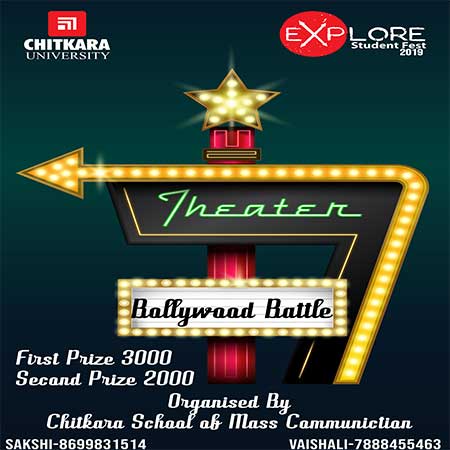 CHITKARA
UNIVERSITY
EXPLORE
Student Fest
2019
Theater
Bollywood Battle
First Prize 3000
Second Prize 2000
Organised By
Chitkara School of Mass Communiction
SAKSHI-8699831514
VAISHALI-7888455463